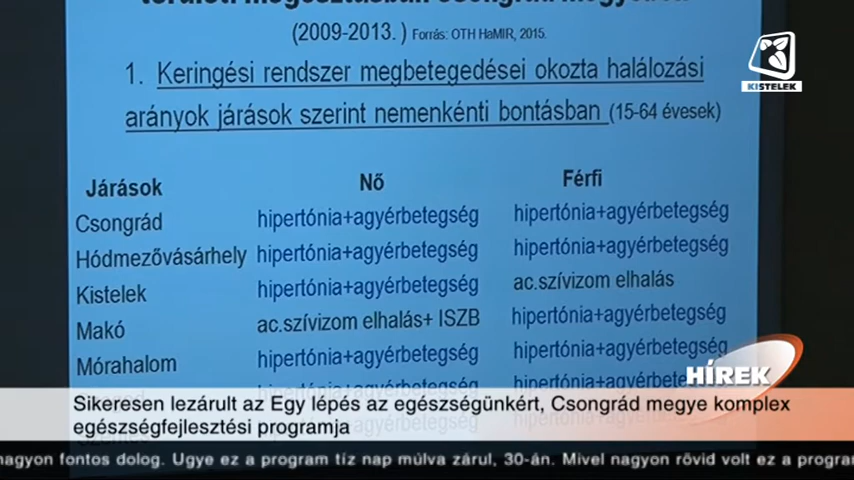 (2009-2013. ) Forrás: OTH HaMIR, 2015.
1. Keringési rendszer megbetegedései okozta halálozási
arányok járások szerint nemenkénti bontásban (15-64 évesek)
Járások Nő Férfi
Csongrád hipertónia+agyérbetegség hipertónia+agyérbetegség
Hódmezővásárhely hipertónia+agyérbetegség hipertónia+agyérbetegség
Kistelek hipertónia+agyérbetegség ac.szívizom elhalás
Makó ac.szívizom elhalás+ ISZB hipertónia+agyérbetegség
Mórahalom hipertónia+agyérbetegség hipertónia+agyérbetegség
KISTELEK
HÍREK
Sikeresen lezárult az Egy lépés az egészségünkért, Csongrád megye komplex
egészségfejlesztési programja
nagyon fontos dolog. Ugye ez a program tíz nap múlva zárul, 30-án. Mivel nagyon rövid volt ez a